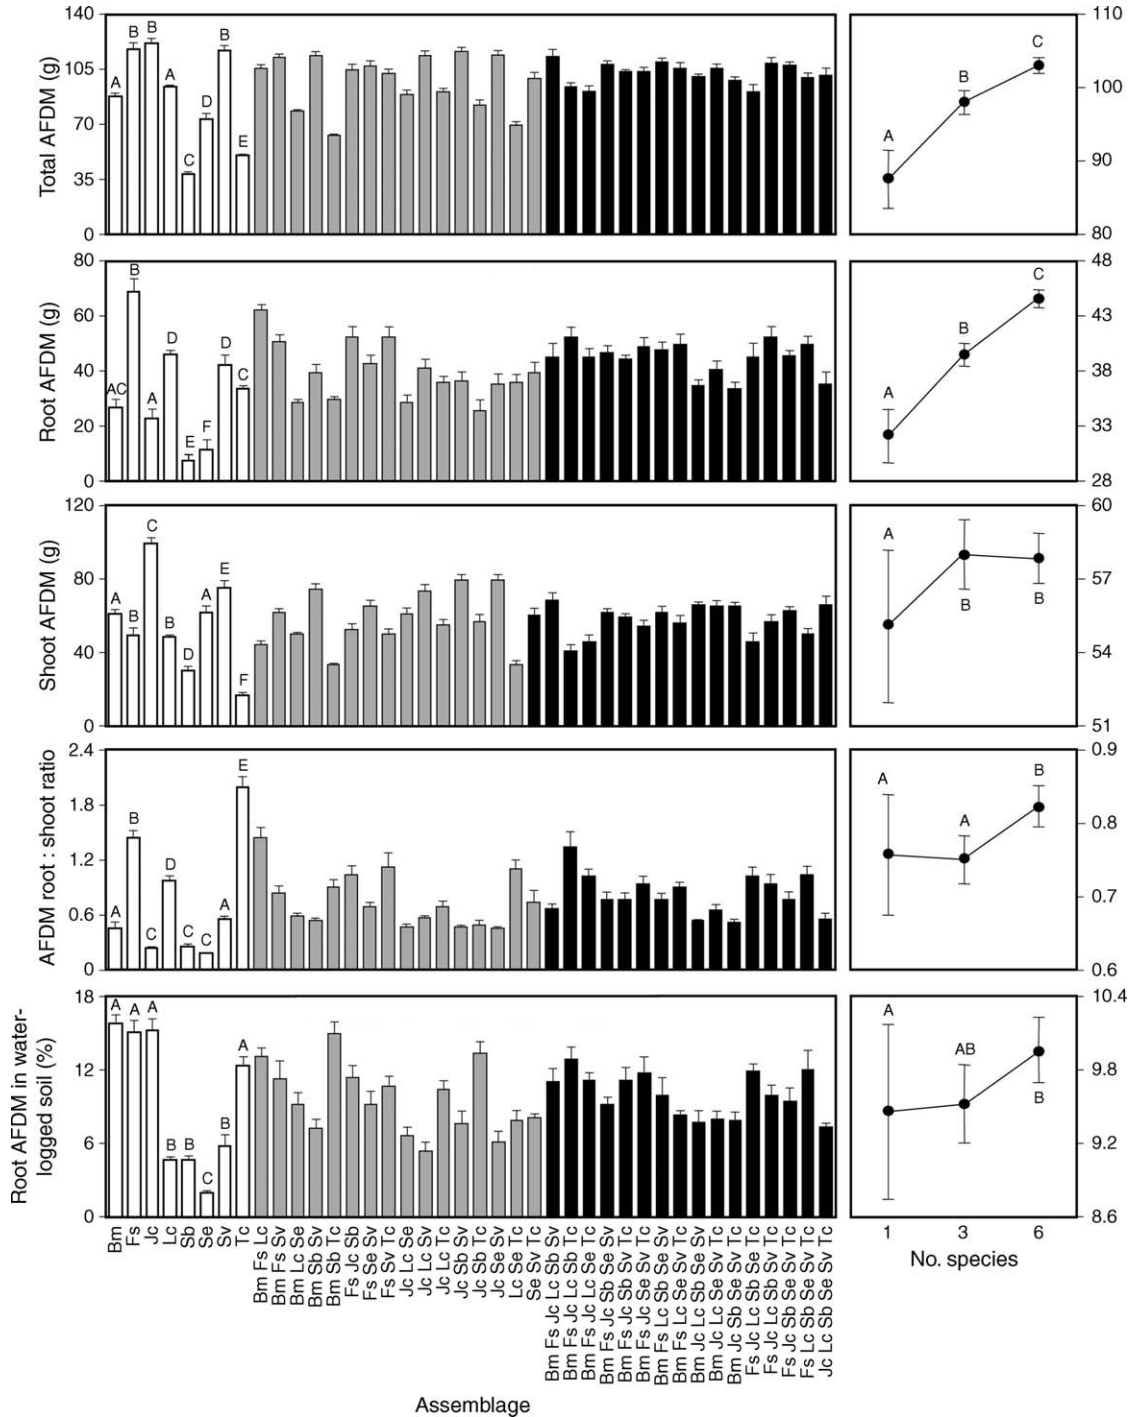 Total AFDM (g)
140
105
70
35
0
A
B
B
A
C
D
B
E
110
100
90
80
A
B
C
Root AFDM (g)
80
60
40
20
0
AC
B
A
D
E
F
D
C
48
43
38
33
28
A
B
C
Shoot AFDM (g)
120
80
40
0
A
B
C
B
D
A
E
F
60
57
54
51
A
B
B
AFDM root : shoot ratio
2.4
1.8
1.2
0.6
0
A
B
C
D
C
C
A
E
0.9
0.8
0.7
0.6
A
A
B
Root AFDM in water-
logged soil (%)
18
12
6
0
A
A
A
B
B
C
B
A
10.4
9.8
9.2
8.6
A
AB
B
Bm
Fs
Jc
Lc
Sb
Se
Sv
Tc
Bm Fs Lc
Bm Fs Sv
Bm Lc Se
Bm Sb Sv
Bm Sb Tc
Fs Jc Sb
Fs Se Sv
Fs Sv Tc
Jc Lc Se
Jc Lc Sv
Jc Lc Tc
Jc Sb Sv
Jc Sb Tc
Jc Se Sv
Lc Se Tc
Se Sv Tc
Bm Fs Jc Lc Sb Sv
Bm Fs Jc Lc Sb Tc
Bm Fs Jc Lc Se Tc
Bm Fs Jc Sb Se Sv
Bm Fs Jc Sb Sv Tc
Bm Fs Jc Se Sv Tc
Bm Fs Lc Sb Se Sv
Bm Fs Lc Se Sv Tc
Bm Jc Lc Sb Se Sv
Bm Jc Lc Se Sv Tc
Bm Jc Sb Se Sv Tc
Fs Jc Lc Sb Se Tc
Fs Jc Lc Sb Sv Tc
Fs Jc Sb Se Sv Tc
Fs Lc Sb Se Sv Tc
Jc Lc Sb Se Sv Tc
Assemblage
1
3
6
No. species